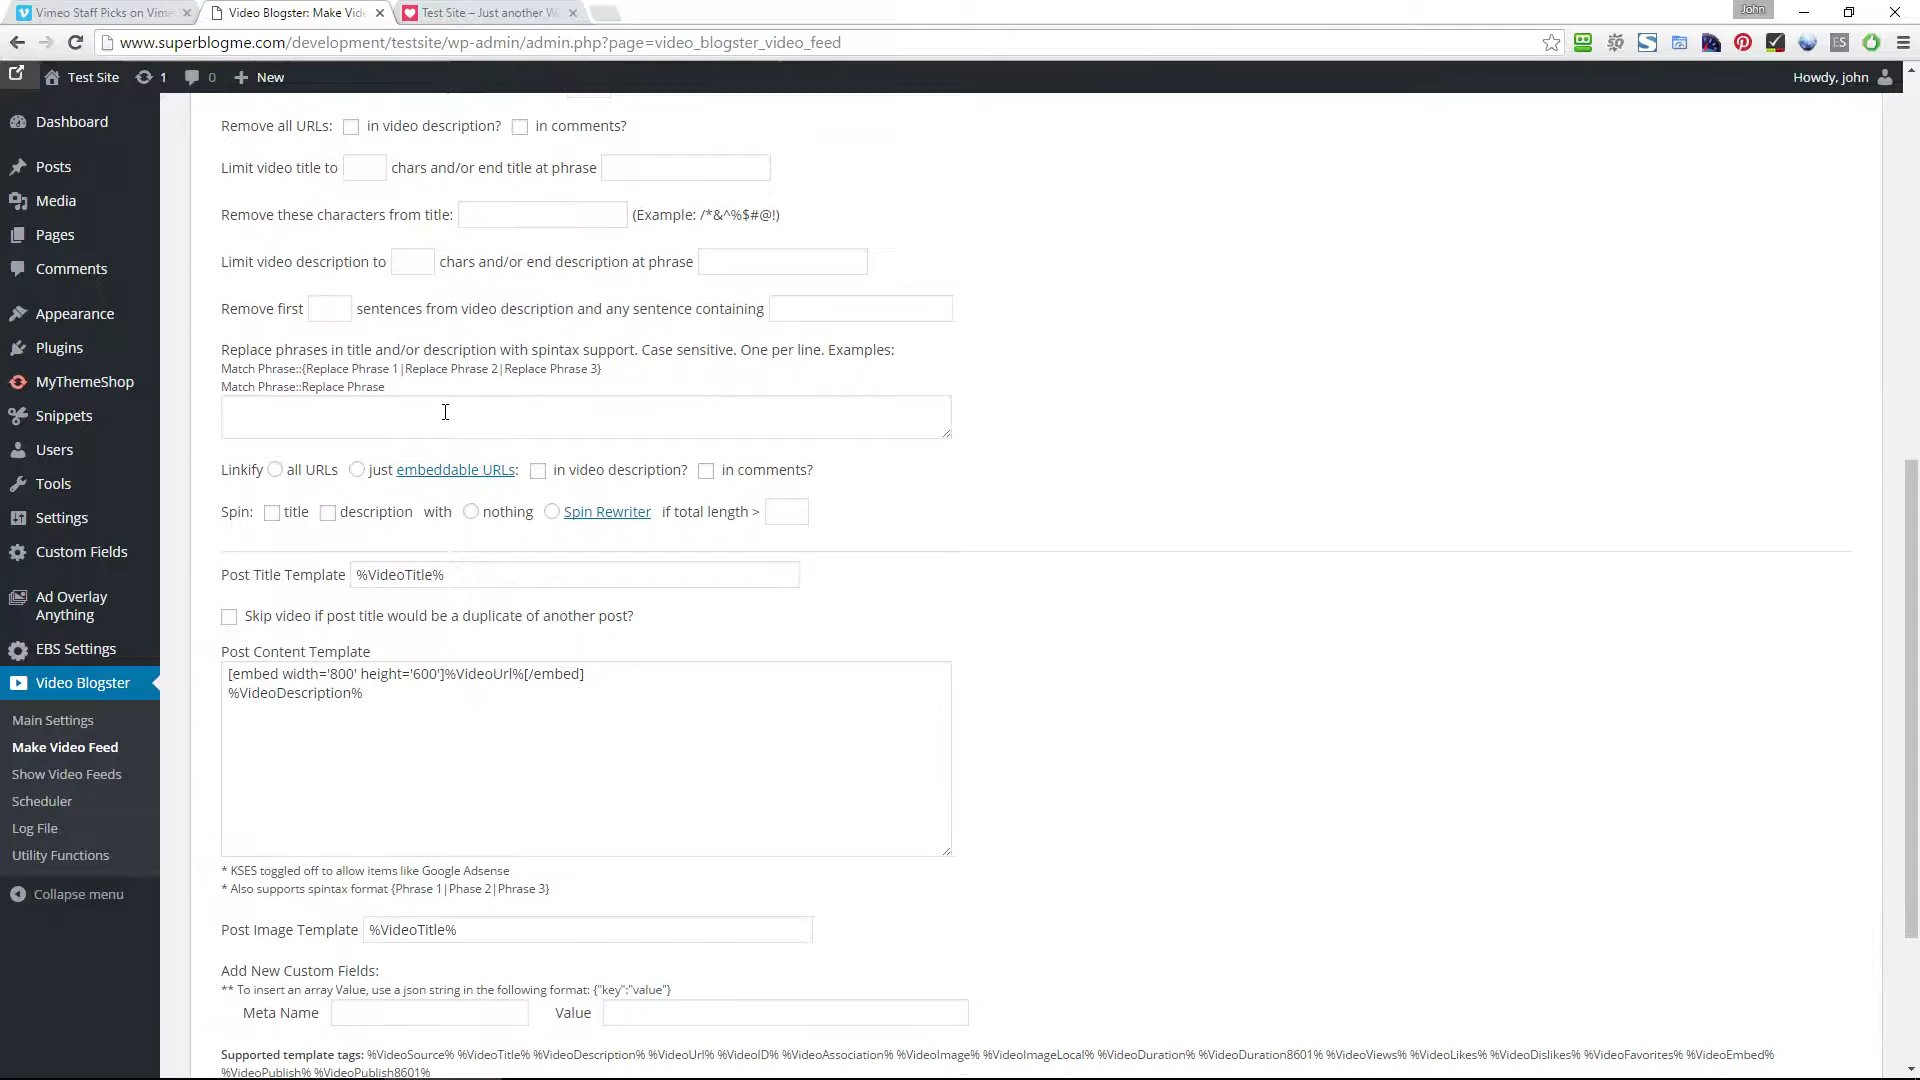 Vimeo Staff Picks on Vime
Video Blogster: Make Vide
Test Site – Just another W
John
www.superblogme.com/development/testsite/wp-admin/admin.php?page=video_blogster_video_feed
Test Site
1
0
New
Howdy, john
Dashboard
Posts
Media
Pages
Comments
Appearance
Plugins
MyThemeShop
Snippets
Users
Tools
Settings
Custom Fields
Ad Overlay
Anything
EBS Settings
Video Blogster
Main Settings
Make Video Feed
Show Video Feeds
Scheduler
Log File
Utility Functions
Collapse menu
Remove all URLs: in video description? in comments?
Limit video title to chars and/or end title at phrase
Remove these characters from title: (Example: /*&^%$#@!)
Limit video description to chars and/or end description at phrase
Remove first sentences from video description and any sentence containing
Replace phrases in title and/or description with spintax support. Case sensitive. One per line. Examples:
Match Phrase::{Replace Phrase 1|Replace Phrase 2|Replace Phrase 3}
Match Phrase::Replace Phrase
Linkify all URLs just embeddable URLs: in video description? in comments?
Spin: title description with nothing Spin Rewriter if total length >
Post Title Template %VideoTitle%
Skip video if post title would be a duplicate of another post?
Post Content Template
[embed width='800' height='600']%VideoUrl%[/embed]
%VideoDescription%
* KSES toggled off to allow items like Google Adsense
* Also supports spintax format {Phrase 1|Phase 2|Phrase 3}
Post Image Template %VideoTitle%
Add New Custom Fields:
** To insert an array Value, use a json string in the following format: {"key":"value"}
Meta Name Value
Supported template tags: %VideoSource% %VideoTitle% %VideoDescription% %VideoUrl% %VideoID% %VideoAssociation% %VideoImage% %VideoImageLocal% %VideoDuration% %VideoDuration8601% %VideoViews% %VideoLikes% %VideoDislikes% %VideoFavorites% %VideoEmbed%
%VideoPublish% %VideoPublish8601%